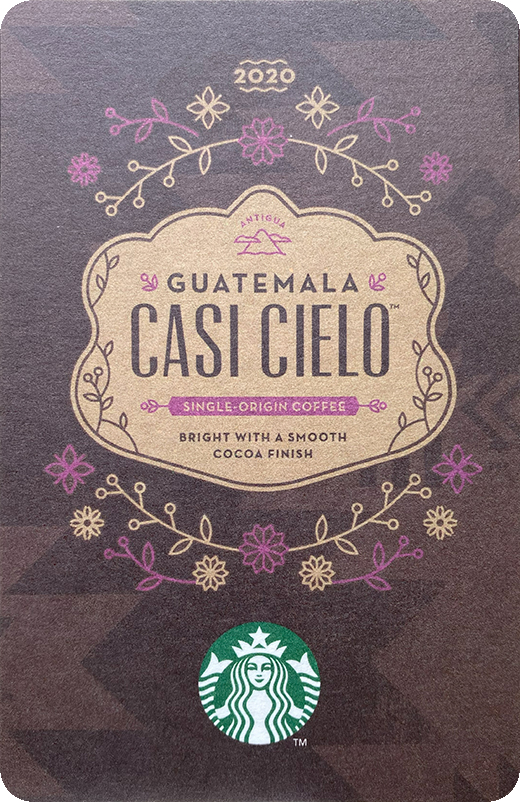 2020
ANTIGUA
GUATEMALA
CASI CIELO™
SINGLE-ORIGIN COFFEE
BRIGHT WITH A SMOOTH
COCOA FINISH
TM